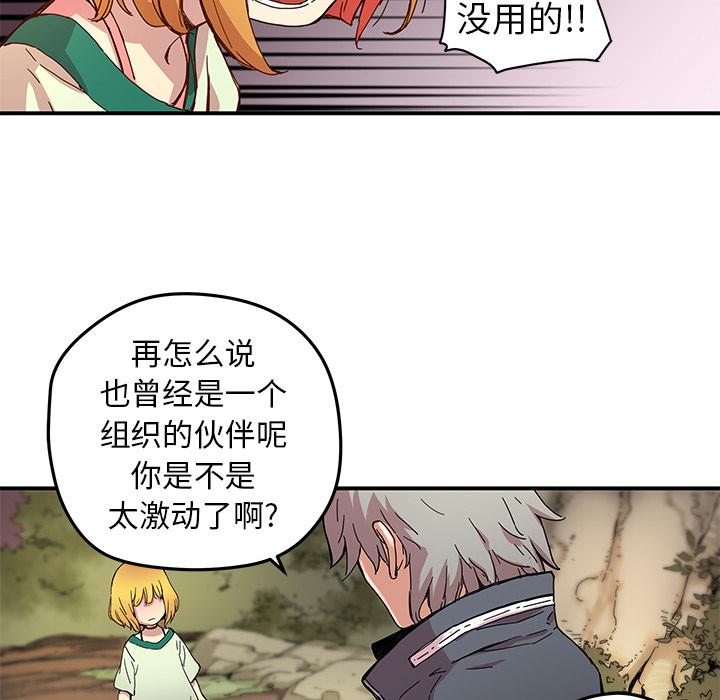 没用的!!
再怎么说
也曾经是一个
组织的伙伴呢
你是不是
太激动了啊?